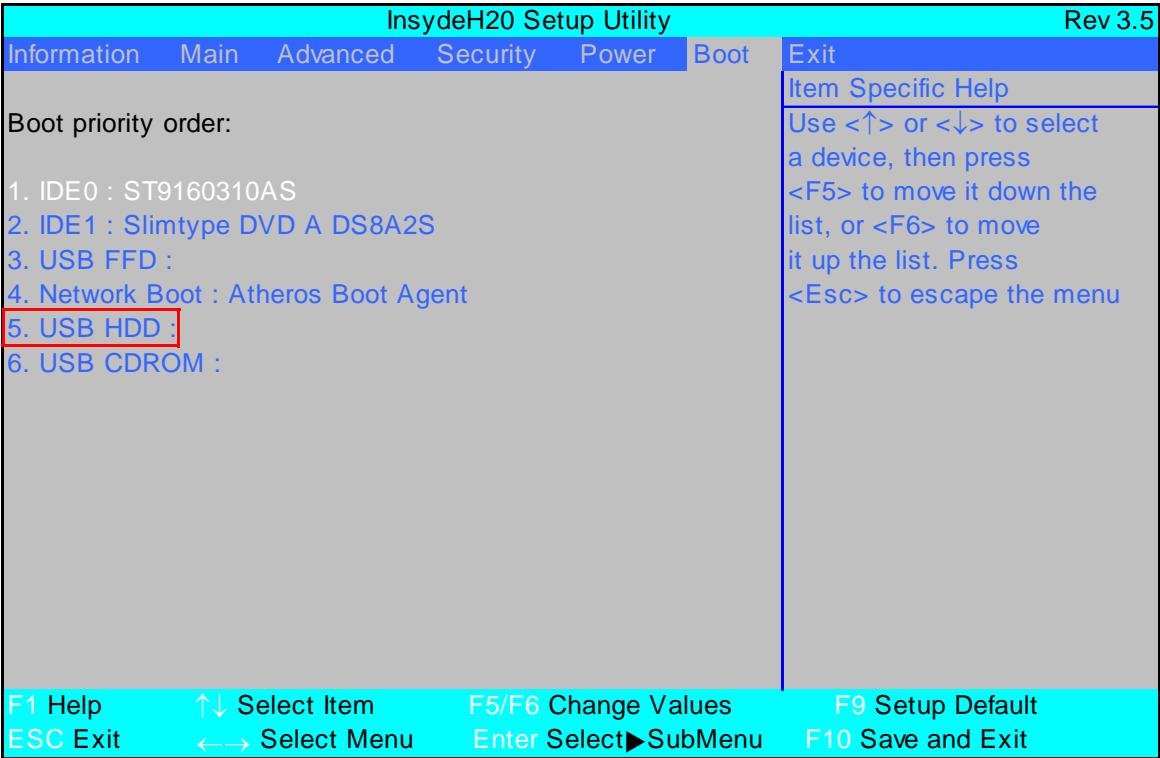 InsydeH20 Setup Utility Rev 3.5
Information Main Advanced Security Power Boot Exit
Item Specific Help
Boot priority order:
1. IDE0 : ST9160310AS
2. IDE1 : Slimtype DVD A DS8A2S
3. USB FFD :
4. Network Boot : Atheros Boot Agent
5. USB HDD :
6. USB CDROM :
Use <↑> or <↓> to select
a device, then press
<F5> to move it down the
list, or <F6> to move
it up the list. Press
<Esc> to escape the menu
F1 Help ↑↓ Select Item F5/F6 Change Values F9 Setup Default
ESC Exit ←→ Select Menu Enter Select▶SubMenu F10 Save and Exit